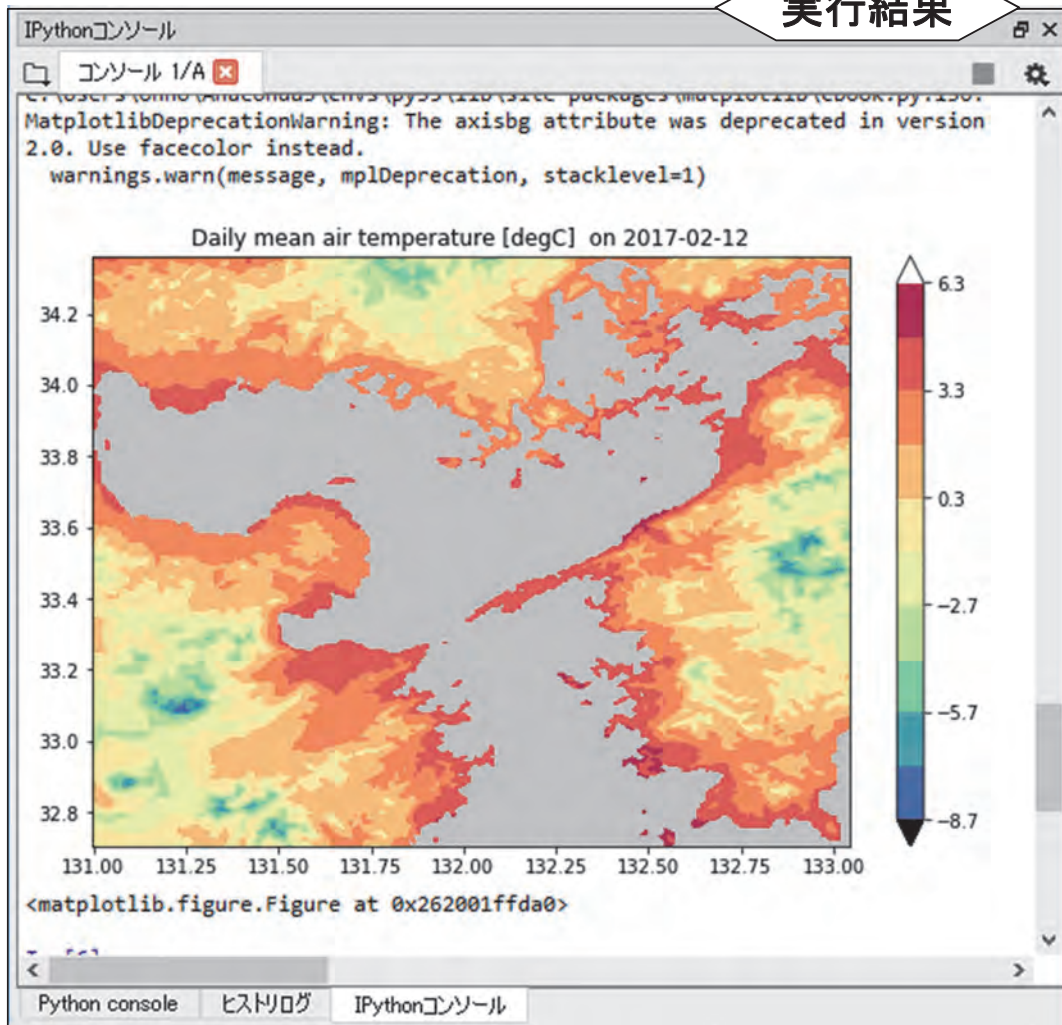 実行結果
IPythonコンソール
コンソール 1/A
MatplotlibDeprecationWarning: The axisbg attribute was deprecated in version
2.0. Use facecolor instead.
warnings.warn(message, mplDeprecation, stacklevel=1)
Daily mean air temperature [degC] on 2017-02-12
34.2
34.0
33.8
33.6
33.4
33.2
33.0
32.8
131.00 131.25 131.50 131.75 132.00 132.25 132.50 132.75 133.00
6.3
3.3
0.3
−2.7
−5.7
−8.7
<matplotlib.figure.Figure at 0x262001ffda0>
Python console ヒストリログ IPythonコンソール